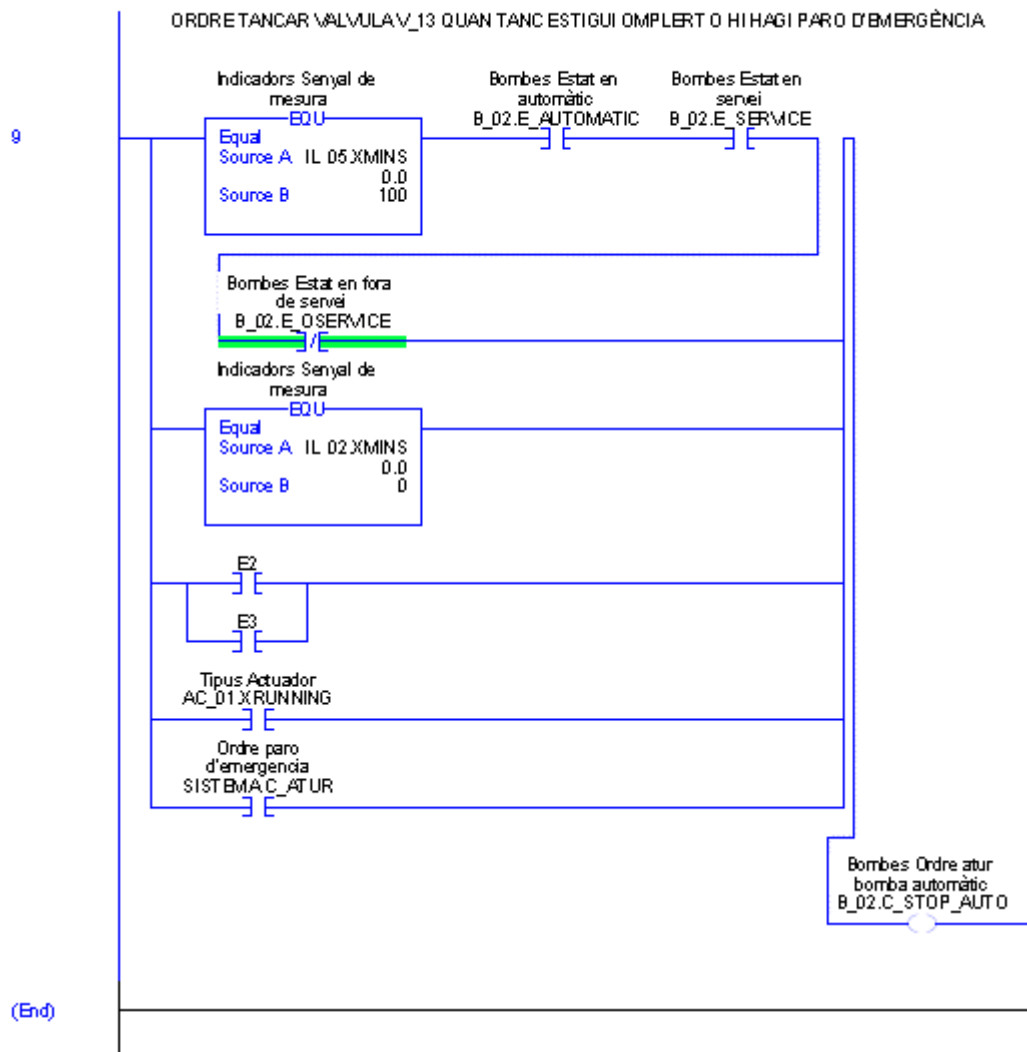 ORDRE TANCAR VALVULA V_13 QUAN TANC ESTIGUI OMPLERT O HI HAGI PARO D'EMERGÈNCIA
9
Indicadors Senyal de
mesura
EQU
Equal
Source A IL_05.XMINS
0.0
Source B 100
Bombes Estat en
automàtic
B_02.E_AUTOMATIC
Bombes Estat en
servei
B_02.E_SERVICE
Bombes Estat en fora
de servei
B_02.E_OSERVICE
Indicadors Senyal de
mesura
EQU
Equal
Source A IL_02.XMINS
0.0
Source B 0
E2
E3
Tipus Actuador
AC_01.XRUNNING
Ordre paro
d'emergencia
SISTEMA.C_ATUR
Bombes Ordre atur
bomba automàtic
B_02.C_STOP_AUTO
(End)